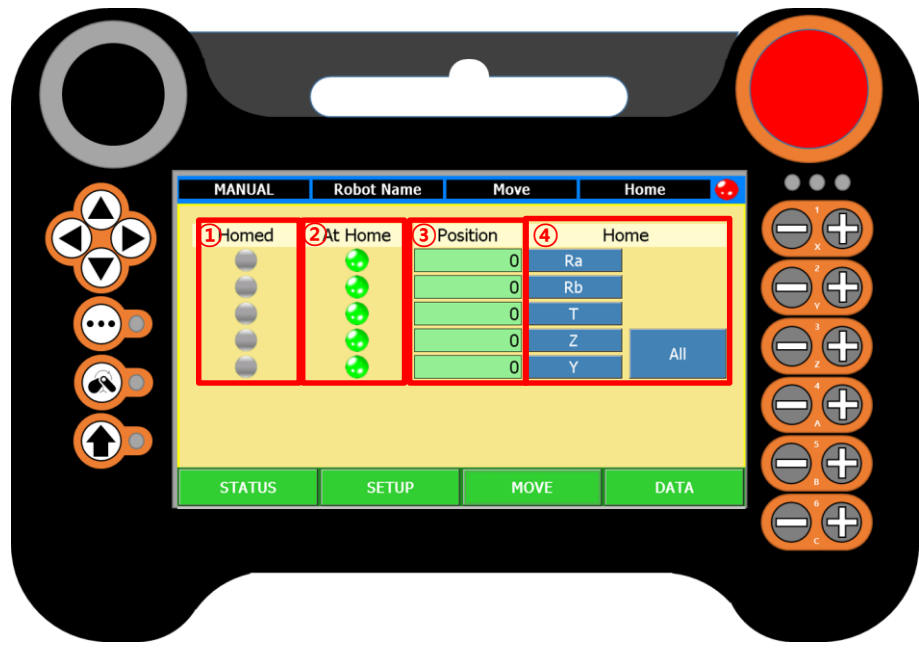 MANUAL Robot Name Move Home
① Homed ② At Home ③ Position ④ Home
0 Ra
0 Rb
0 T
0 Z
0 Y
All
STATUS SETUP MOVE DATA
1
X
2
Y
3
Z
4
A
5
B
6
C